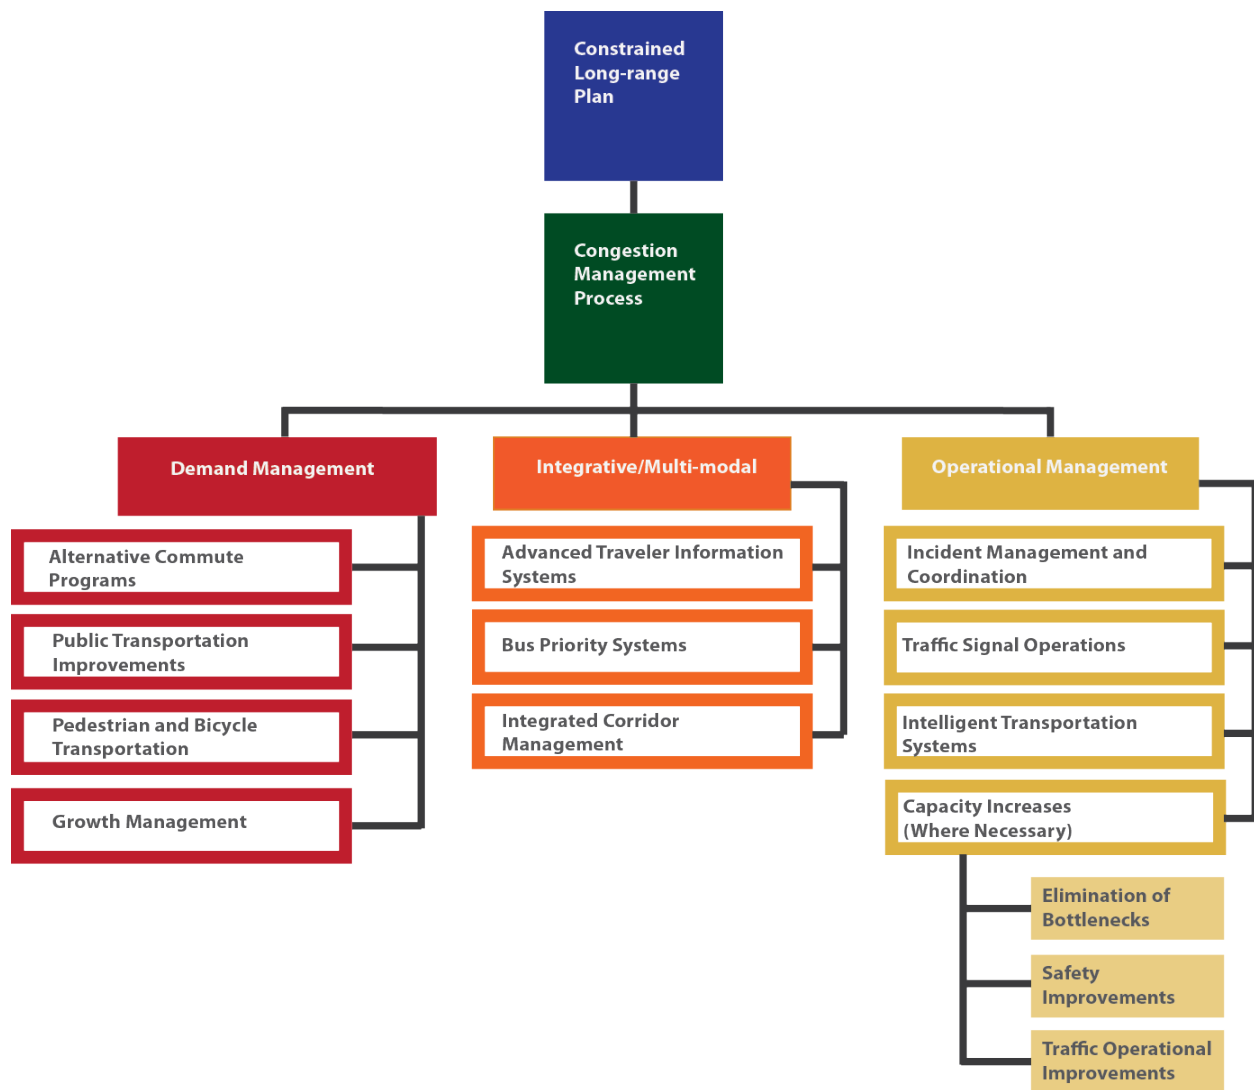 Constrained
Long-range
Plan
Congestion
Management
Process
Demand Management
Alternative Commute
Programs
Public Transportation
Improvements
Pedestrian and Bicycle
Transportation
Growth Management
Integrative/Multi-modal
Advanced Traveler Information
Systems
Bus Priority Systems
Integrated Corridor
Management
Operational Management
Incident Management and
Coordination
Traffic Signal Operations
Intelligent Transportation
Systems
Capacity Increases
(Where Necessary)
Elimination of
Bottlenecks
Safety
Improvements
Traffic Operational
Improvements